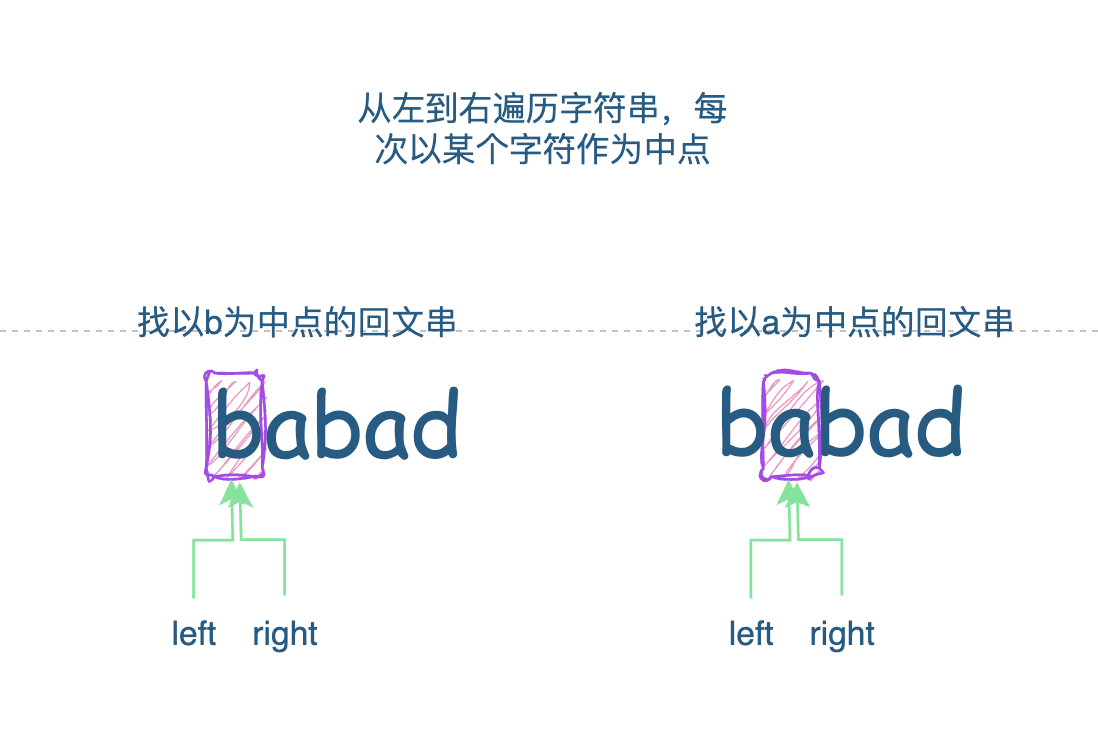 从左到右遍历字符串，每
次以某个字符作为中点
找以b为中点的回文串
找以a为中点的回文串
babad
babad
left right
left right